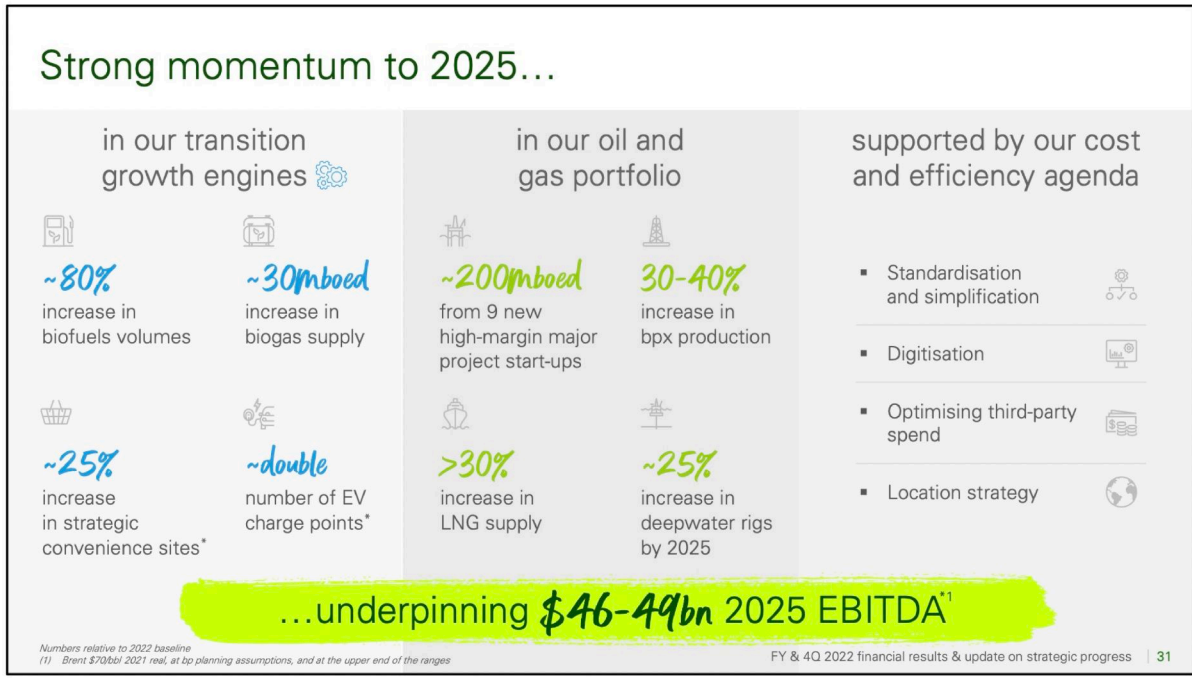 Strong momentum to 2025…
in our transition
growth engines
~80%
increase in
biofuels volumes
~30mboed
increase in
biogas supply
~25%
increase
in strategic
convenience sites*
~double
number of EV
charge points*
in our oil and
gas portfolio
~200mboed
from 9 new
high-margin major
project start-ups
30-40%
increase in
bpx production
>30%
increase in
LNG supply
~25%
increase in
deepwater rigs
by 2025
supported by our cost
and efficiency agenda
▪ Standardisation
and simplification
▪ Digitisation
▪ Optimising third-party
spend
▪ Location strategy
…underpinning $46-49bn 2025 EBITDA*1
Numbers relative to 2022 baseline
(1) Brent $70/bbl 2021 real, at bp planning assumptions, and at the upper end of the ranges
FY & 4Q 2022 financial results & update on strategic progress | 31